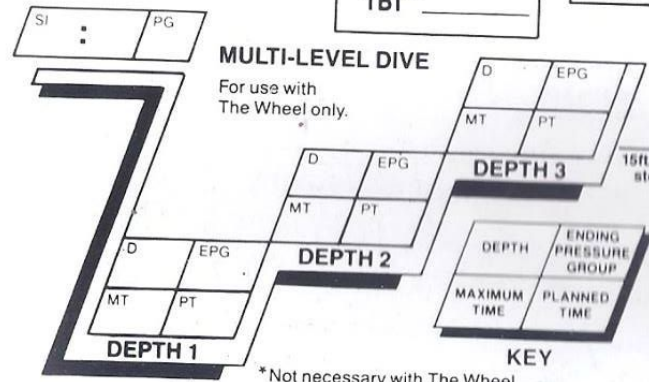 TBT
SI : PG
MULTI-LEVEL DIVE
For use with
The Wheel only.
D EPG
MT PT
DEPTH 3
15ft
D EPG
MT PT
DEPTH 2
D EPG
MT PT
DEPTH 1
DEPTH
ENDING
PRESSURE
GROUP
MAXIMUM
TIME
PLANNED
TIME
KEY
*Not necessary with The Wheel